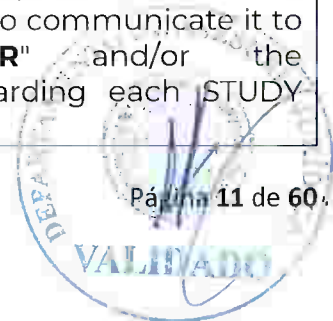 o communicate it to
R" and/or the
arding each STUDY
Página 11 de 60
VALIDADO